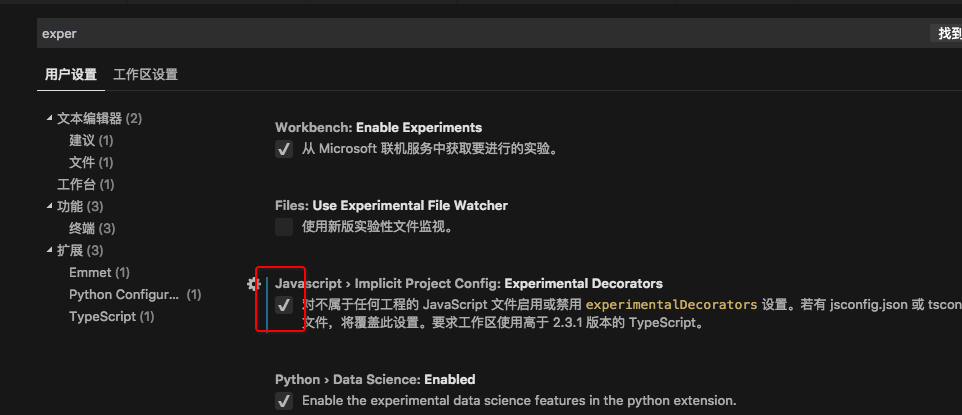 exper
找到
用户设置 工作区设置
文本编辑器 (2)
建议 (1)
文件 (1)
工作台 (1)
功能 (3)
终端 (3)
扩展 (3)
Emmet (1)
Python Configur... (1)
TypeScript (1)
Workbench: Enable Experiments
从 Microsoft 联机服务中获取要进行的实验。
Files: Use Experimental File Watcher
使用新版实验性文件监视。
Javascript › Implicit Project Config: Experimental Decorators
对不属于任何工程的 JavaScript 文件启用或禁用 experimentalDecorators 设置。若有 jsconfig.json 或 tscon
文件，将覆盖此设置。要求工作区使用高于 2.3.1 版本的 TypeScript。
Python › Data Science: Enabled
Enable the experimental data science features in the python extension.